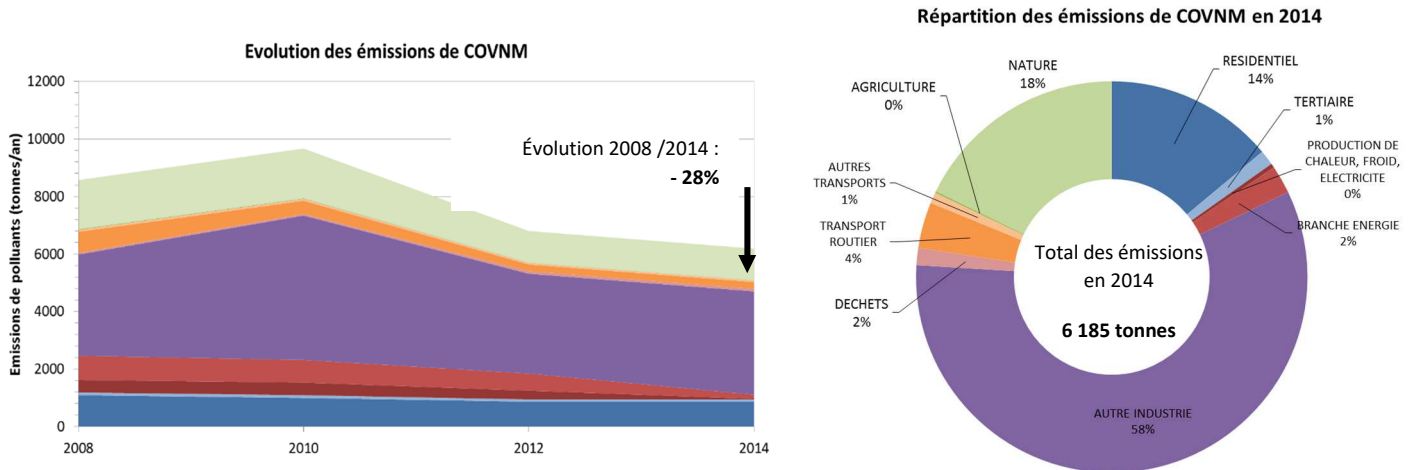 Evolution des émissions de COVNM
Emissions de polluants (tonnes/an)
12000
10000
8000
6000
4000
2000
0
2008
2010
2012
2014
Évolution 2008 /2014 :
- 28%
Répartition des émissions de COVNM en 2014
RESIDENTIEL
14%
TERTIAIRE
1%
PRODUCTION DE
CHALEUR, FROID,
ELECTRICITE
0%
BRANCHE ENERGIE
2%
AUTRE INDUSTRIE
58%
DECHETS
2%
TRANSPORT
ROUTIER
4%
AUTRES
TRANSPORTS
1%
AGRICULTURE
0%
NATURE
18%
Total des émissions
en 2014
6 185 tonnes